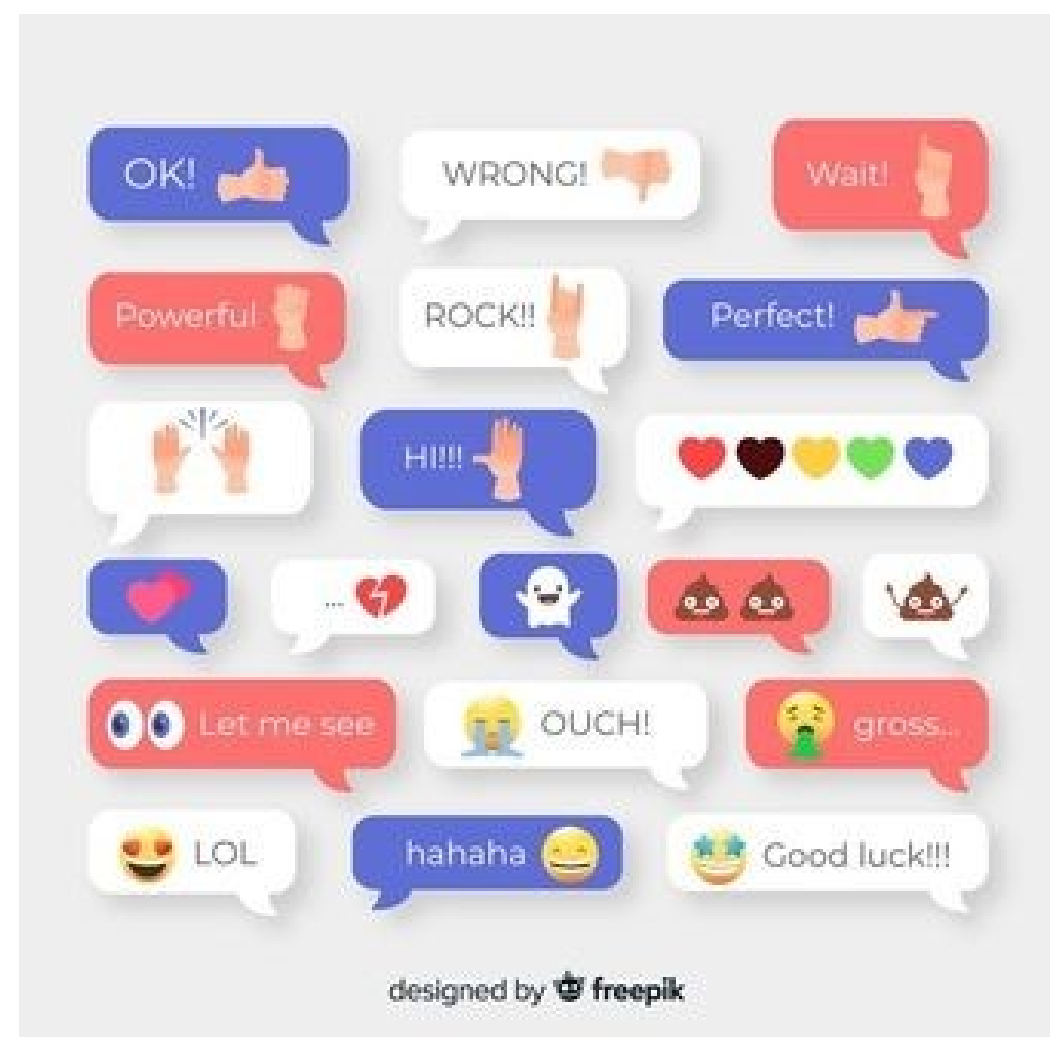 OK!
WRONG!
Wait!
Powerful
ROCK!!
Perfect!
HI!!!
...
Let me see
OUCH!
gross...
LOL
hahaha
Good luck!!!
designed by freepik